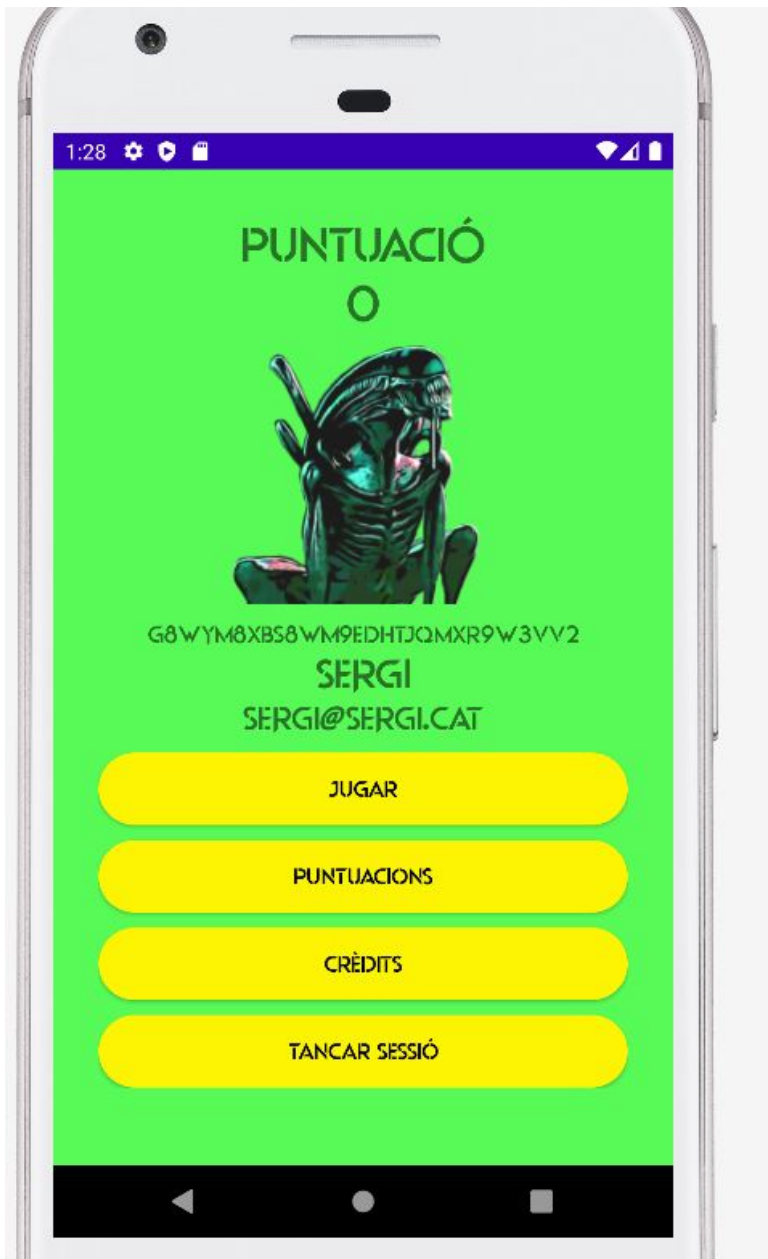 1:28
PUNTUACIÓ
0
G8WYM8XBS8WM9EDHTJQMXR9W3VV2
SERGI
SERGI@SERGI.CAT
JUGAR
PUNTUACIONS
CRÈDITS
TANCAR SESSIÓ